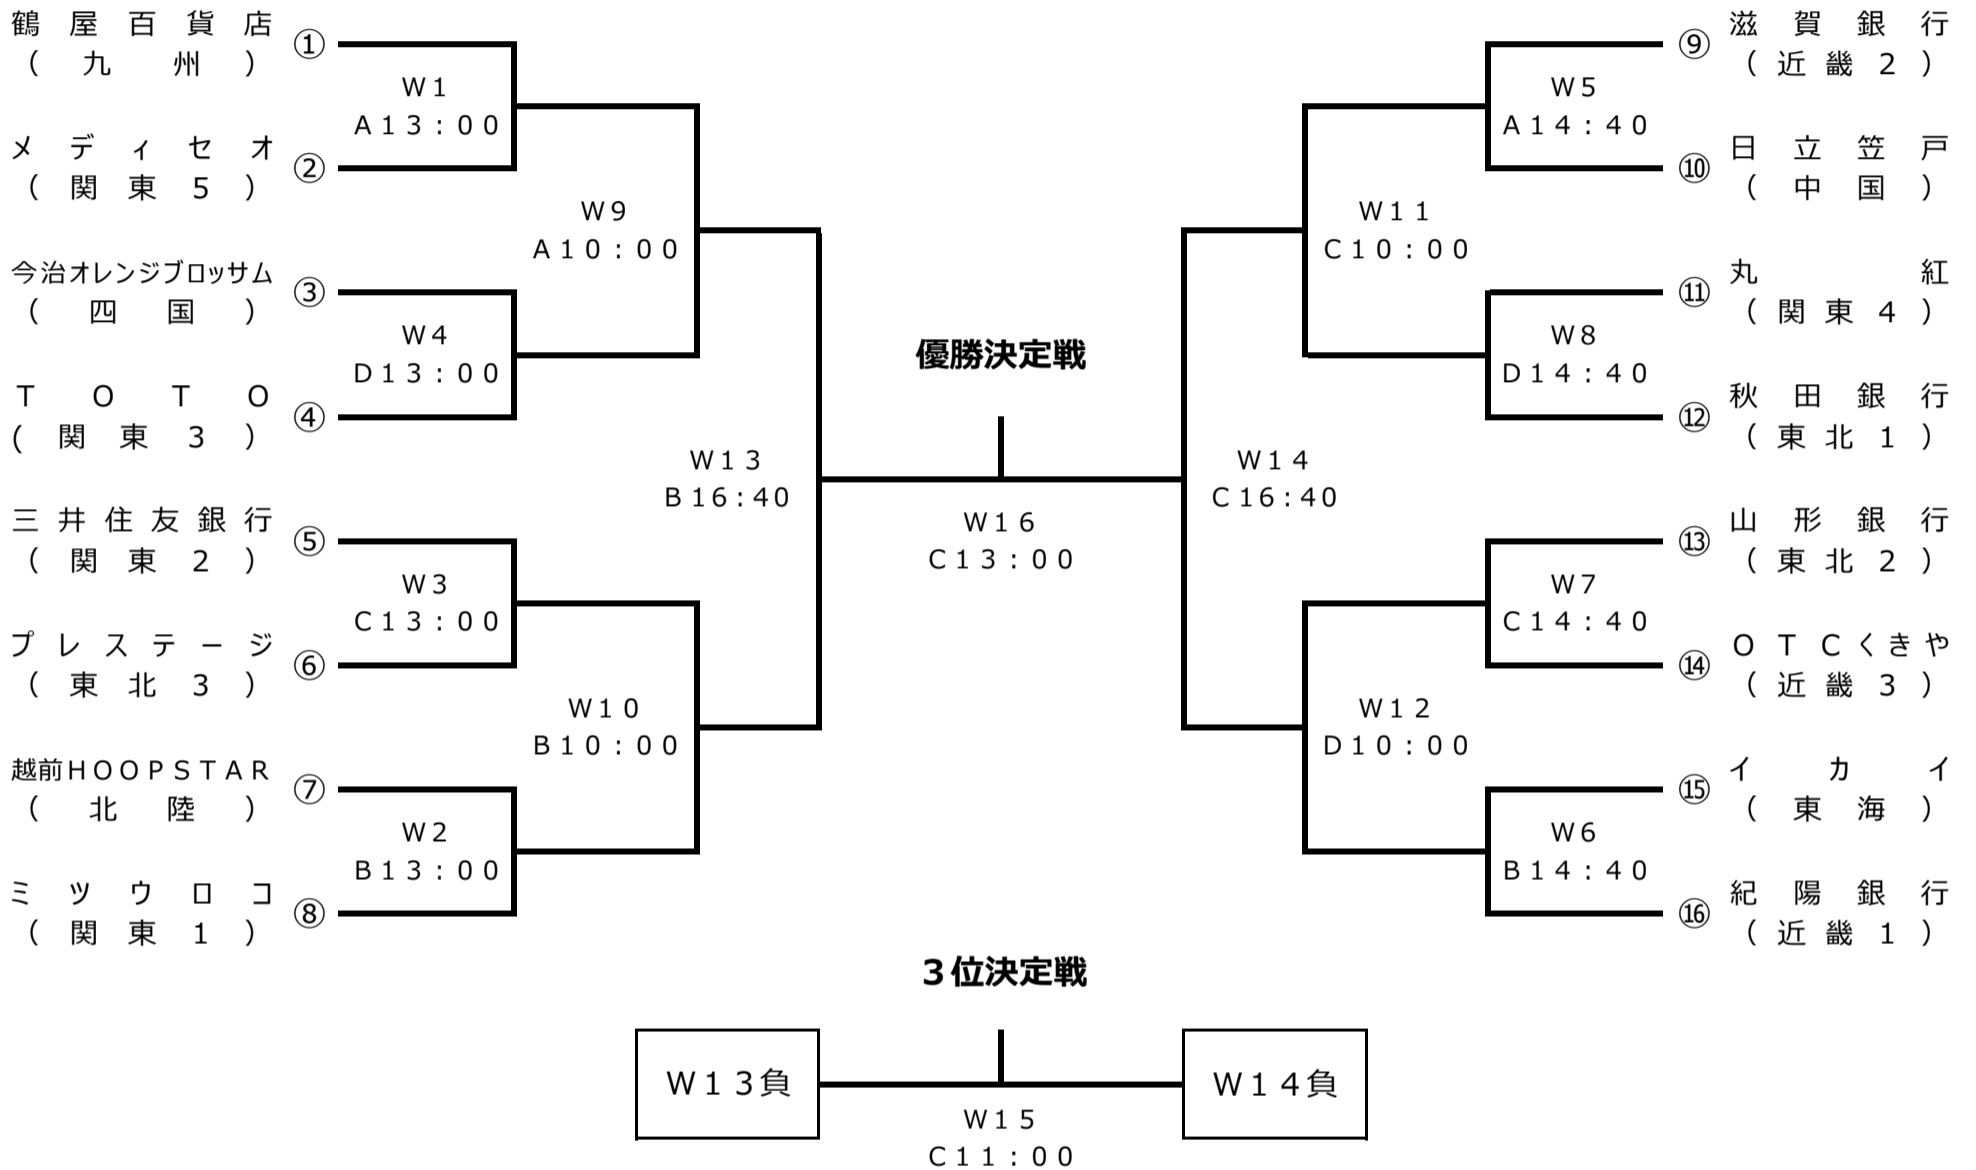 鶴屋百貨店
（九州）
①
メディセオ
（関東５）
②
W1
A13：00
今治オレンジブロッサム
（四国）
③
TOTO
(関東3）
④
W4
D13：00
W9
A10：00
三井住友銀行
（関東2）
⑤
プレステージ
（東北3）
⑥
W3
C13：00
越前HOOPSTAR
（北陸）
⑦
ミツウロコ
（関東1）
⑧
W2
B13：00
W10
B10：00
W13
B16:40
優勝決定戦
W16
C13：00
W14
C16:40
W11
C10：00
W5
A14：40
⑨
滋賀銀行
（近畿2）
⑩
日立笠戸
（中国）
W8
D14：40
⑪
丸紅
（関東4）
⑫
秋田銀行
（東北1）
W12
D10：00
W7
C14：40
⑬
山形銀行
（東北2）
⑭
OTCくきや
（近畿3）
W6
B14：40
⑮
イカイ
（東海）
⑯
紀陽銀行
（近畿1）
３位決定戦
W13負
W14負
W15
C11：00